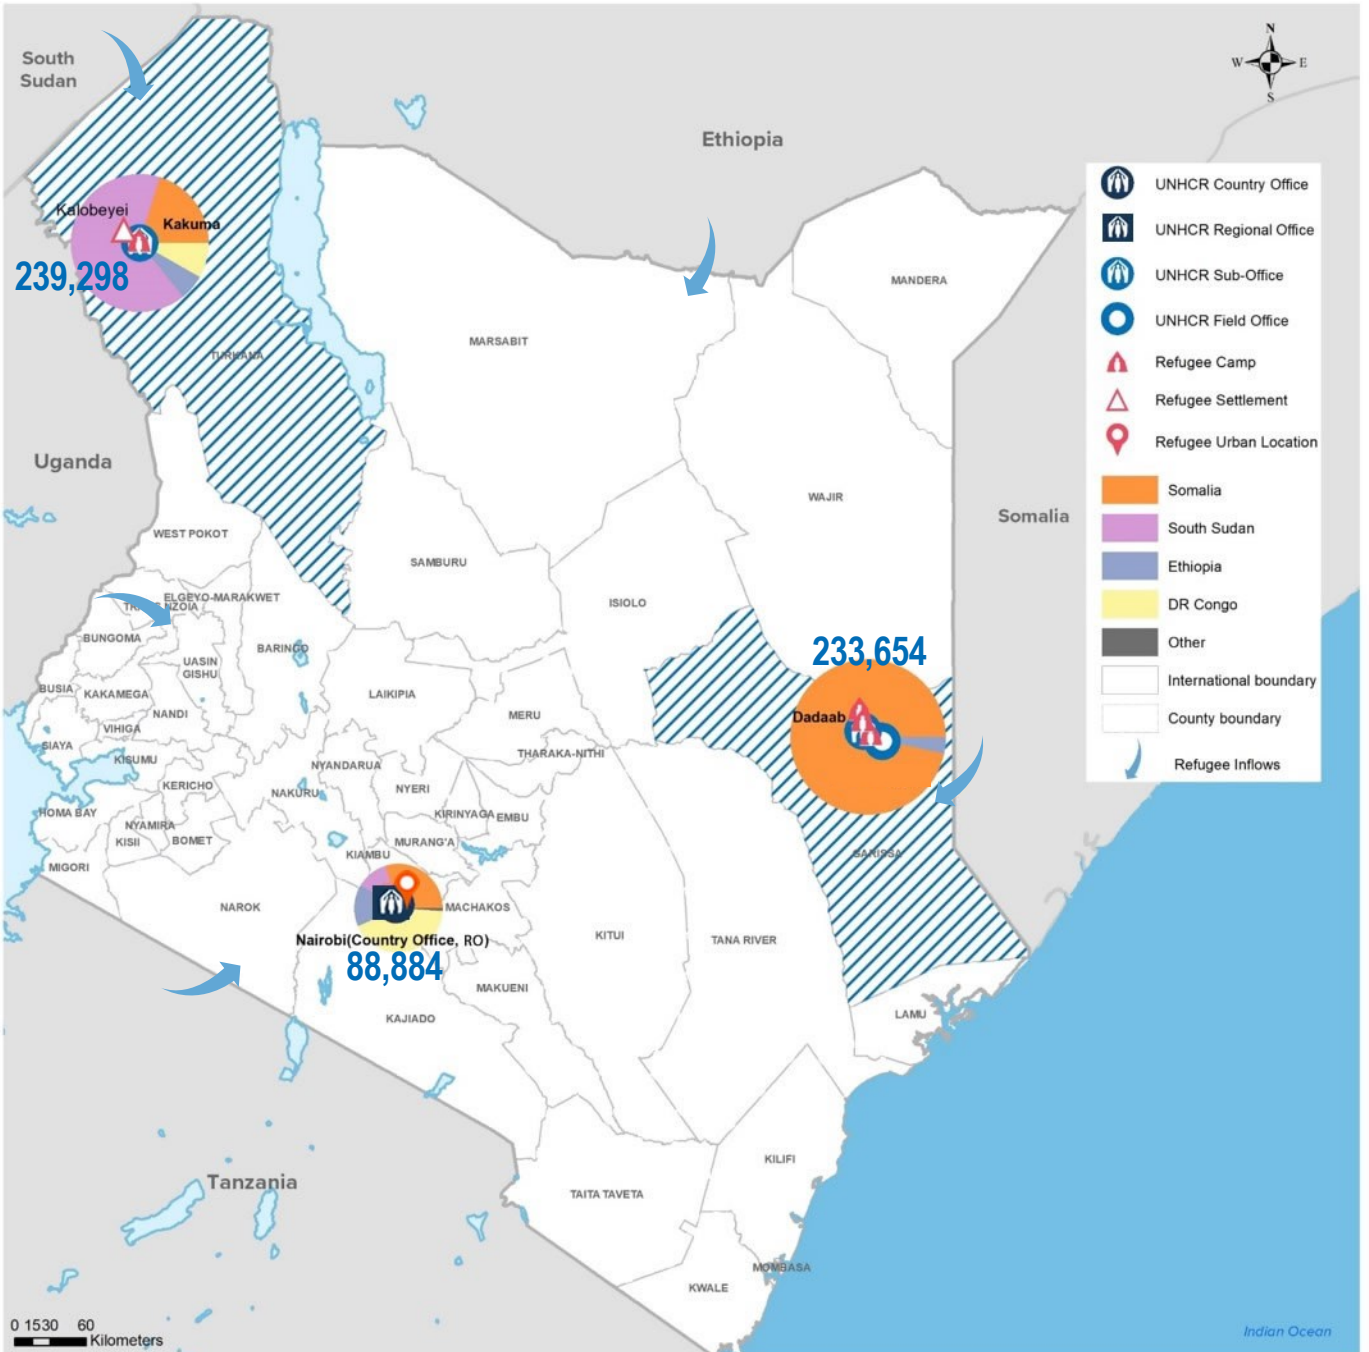 South
Sudan
Ethiopia
N
W E
S
Kalobeyei
Kakuma
239,298
TURKANA
MARSABIT
MANDERA
UNHCR Country Office
UNHCR Regional Office
UNHCR Sub-Office
UNHCR Field Office
Refugee Camp
Refugee Settlement
Refugee Urban Location
Somalia
South Sudan
Ethiopia
DR Congo
Other
International boundary
County boundary
Refugee Inflows
Uganda
Somalia
WAJIR
WEST POKOT
SAMBURU
ISIOLO
ELGEYO-MARAKWET
NZOIA
BUNGOMA
BARINGO
UASIN
GISHU
233,654
Dadaab
BUSIA
KAKAMEGA
LAIKIPIA
NANDI
MERU
VIHIGA
SIAYA
KISUMU
THARAKA-NITHI
NYANDARUA
KERICHO
NAKURU
NYERI
HOMA BAY
KIRINYAGA
EMBU
NYAMIRA
KISII
BOMET
MURANG'A
KIAMBU
GARISSA
MIGORI
NAROK
MACHAKOS
KITUI
TANA RIVER
Nairobi(Country Office, RO)
88,884
MAKUENI
KAJIADO
LAMU
KILIFI
Tanzania
TAITA TAVETA
MOMBASA
KWALE
0 1530 60
Kilometers
Indian Ocean